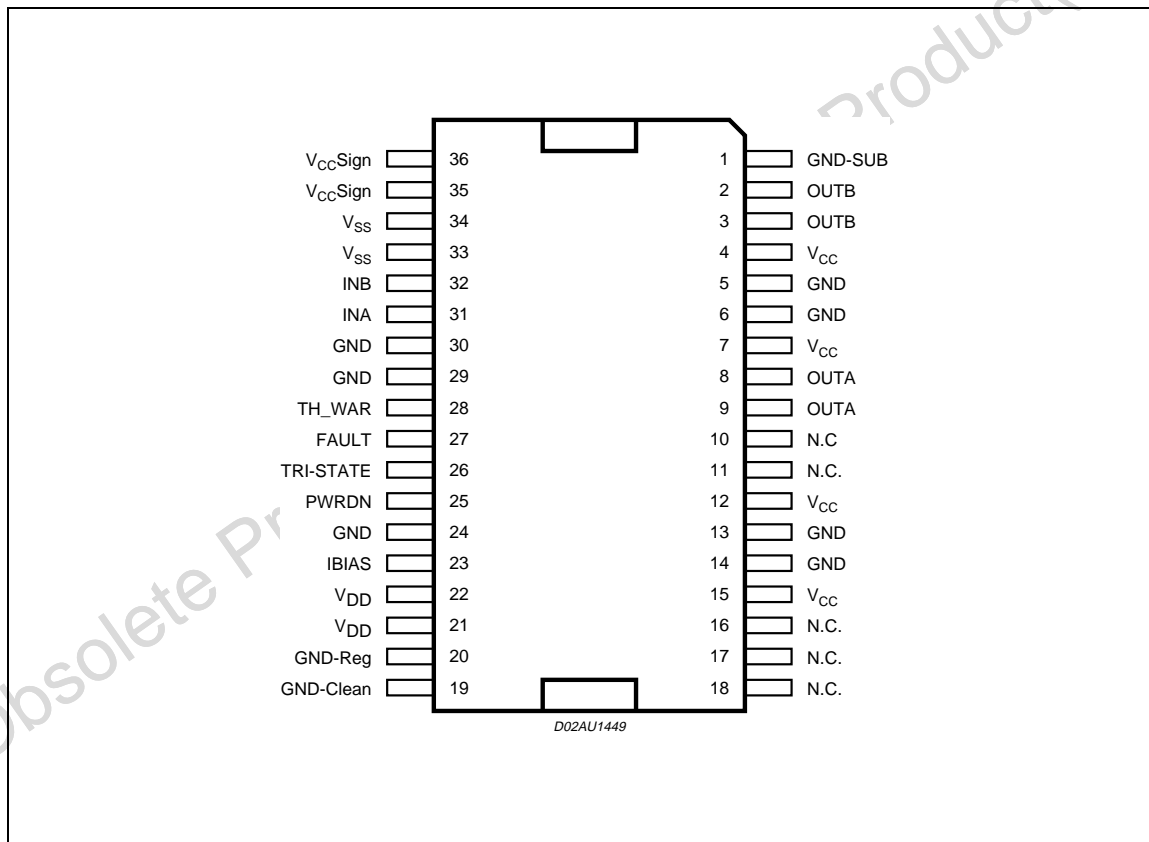 Product(
Obsolete Pr
VCCSign 36 1 GND-SUB
VCCSign 35 2 OUTB
VSS 34 3 OUTB
VSS 33 4 VCC
INB 32 5 GND
INA 31 6 GND
GND 30 7 VCC
GND 29 8 OUTA
TH_WAR 28 9 OUTA
FAULT 27 10 N.C
TRI-STATE 26 11 N.C.
PWRDN 25 12 VCC
GND 24 13 GND
IBIAS 23 14 GND
VDD 22 15 VCC
VDD 21 16 N.C.
GND-Reg 20 17 N.C.
GND-Clean 19 18 N.C.
D02AU1449